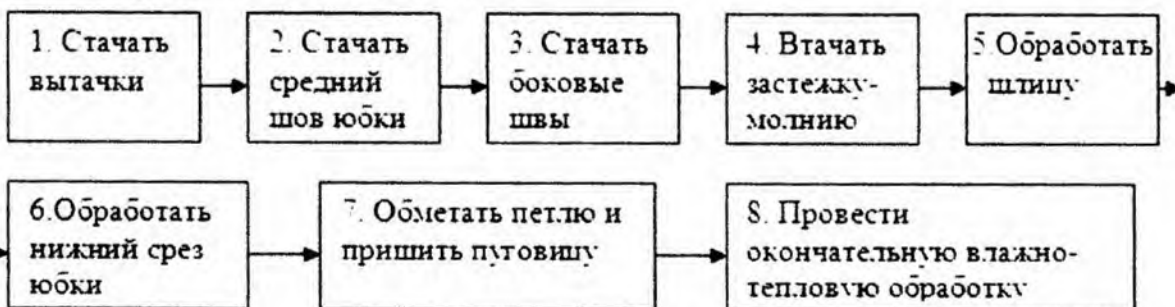 1. Стачать
вытачки
2. Стачать
средний
шов юбки
3. Стачать
боковые
швы
4. Втачать
застежку-
молнию
5.Обработать
шлицу
6.Обработать
нижний срез
юбки
7. Обметать петлю и
пришить пуговицу
8. Провести
окончательную влажно-
тепловую обработку